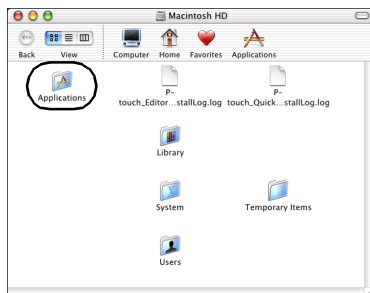 Macintosh HD
Back View Computer Home Favorites Applications
Applications
P-
touch_Editor...stallLog.log
P-
touch_Quick...stallLog.log
Library
System
Temporary Items
Users